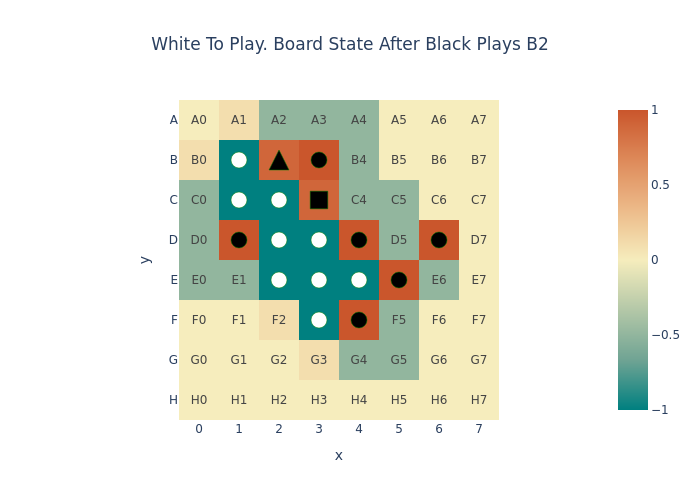 White To Play. Board State After Black Plays B2
A A0 A1 A2 A3 A4 A5 A6 A7
B B0 B4 B5 B6 B7
C C0 C4 C5 C6 C7
D D0 D5 D7
E E0 E1 E6 E7
F F0 F1 F2 F5 F6 F7
G G0 G1 G2 G3 G4 G5 G6 G7
H H0 H1 H2 H3 H4 H5 H6 H7
0 1 2 3 4 5 6 7
x
y
1
0.5
0
−0.5
−1